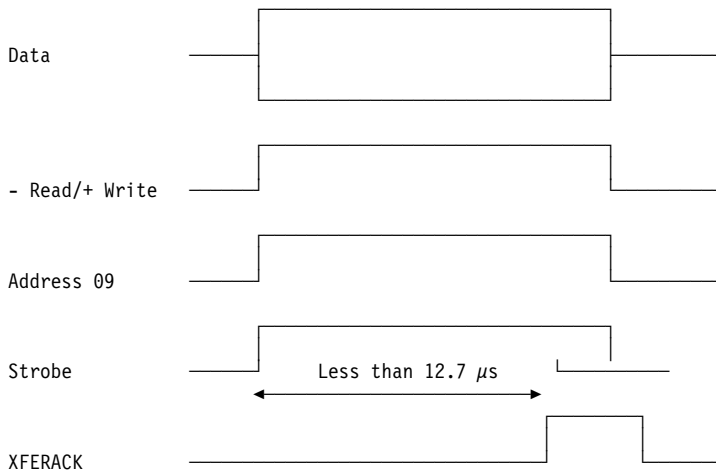 Data
- Read/+ Write
Address 09
Strobe
Less than 12.7 μs
XFERACK